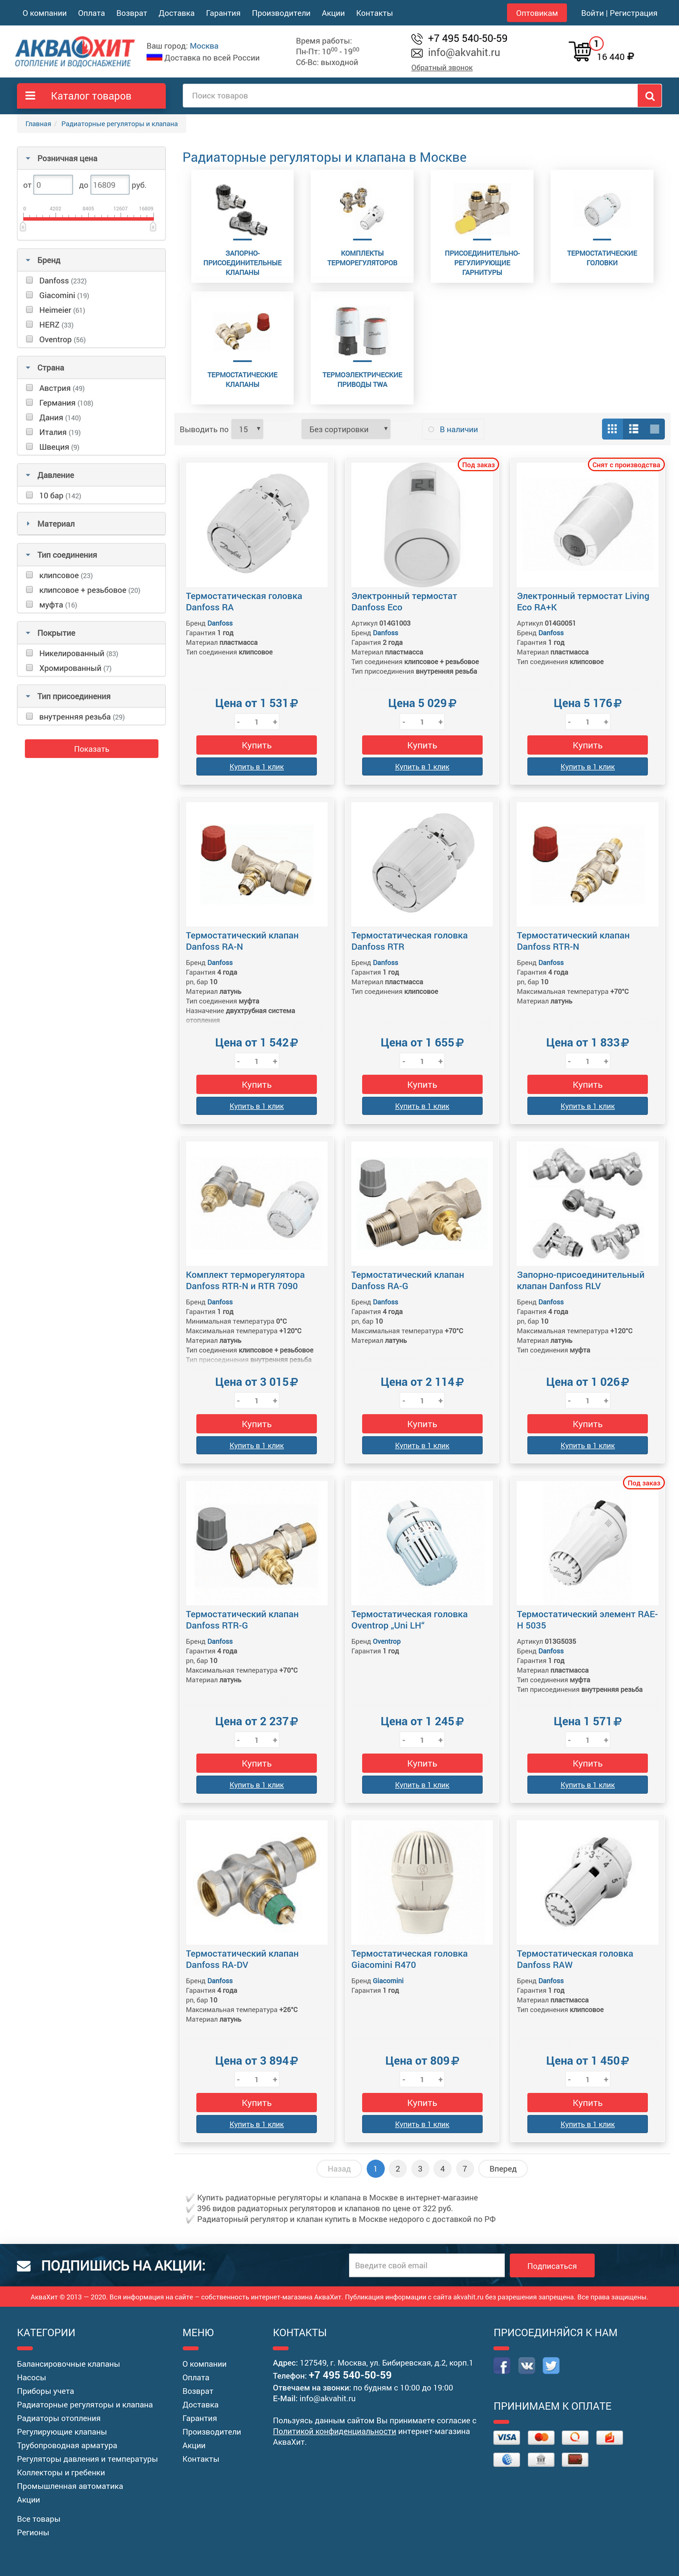 О компании Оплата Возврат Доставка Гарантия Производители Акции Контакты Оптовикам Войти | Регистрация
АКВАХИТ
ОТОПЛЕНИЕ И ВОДОСНАБЖЕНИЕ
Ваш город: Москва
Доставка по всей России
Время работы:
Пн-Пт: 10⁰⁰ - 19⁰⁰
Сб-Вс: выходной
+7 495 540-50-59
info@akvahit.ru
Обратный звонок
1
16 440 ₽
Каталог товаров
Поиск товаров
Главная / Радиаторные регуляторы и клапана
Розничная цена
от 0 до 16809 руб.
0 4202 8405 12607 16809
Бренд
Danfoss (232)
Giacomini (19)
Heimeier (61)
HERZ (33)
Oventrop (56)
Страна
Австрия (49)
Германия (108)
Дания (140)
Италия (19)
Швеция (9)
Давление
10 бар (142)
Материал
Тип соединения
клипсовое (23)
клипсовое + резьбовое (20)
муфта (16)
Покрытие
Никелированный (83)
Хромированный (7)
Тип присоединения
внутренняя резьба (29)
Показать
Радиаторные регуляторы и клапана в Москве
ЗАПОРНО-ПРИСОЕДИНИТЕЛЬНЫЕ КЛАПАНЫ
КОМПЛЕКТЫ ТЕРМОРЕГУЛЯТОРОВ
ПРИСОЕДИНИТЕЛЬНО-РЕГУЛИРУЮЩИЕ ГАРНИТУРЫ
ТЕРМОСТАТИЧЕСКИЕ ГОЛОВКИ
ТЕРМОСТАТИЧЕСКИЕ КЛАПАНЫ
ТЕРМОЭЛЕКТРИЧЕСКИЕ ПРИВОДЫ TWA
Выводить по 15 Без сортировки В наличии
Термостатическая головка Danfoss RA
Бренд Danfoss
Гарантия 1 год
Материал пластмасса
Тип соединения клипсовое
Цена от 1 531 ₽
- 1 +
Купить
Купить в 1 клик
Под заказ
Электронный термостат Danfoss Eco
Артикул 014G1003
Бренд Danfoss
Гарантия 2 года
Материал пластмасса
Тип соединения клипсовое + резьбовое
Тип присоединения внутренняя резьба
Цена 5 029 ₽
- 1 +
Купить
Купить в 1 клик
Снят с производства
Электронный термостат Living Eco RA+K
Артикул 014G0051
Бренд Danfoss
Гарантия 1 год
Материал пластмасса
Тип соединения клипсовое
Цена 5 176 ₽
- 1 +
Купить
Купить в 1 клик
Термостатический клапан Danfoss RA-N
Бренд Danfoss
Гарантия 4 года
pn, бар 10
Материал латунь
Тип соединения муфта
Назначение двухтрубная система отопления
Цена от 1 542 ₽
- 1 +
Купить
Купить в 1 клик
Термостатическая головка Danfoss RTR
Бренд Danfoss
Гарантия 1 год
Материал пластмасса
Тип соединения клипсовое
Цена от 1 655 ₽
- 1 +
Купить
Купить в 1 клик
Термостатический клапан Danfoss RTR-N
Бренд Danfoss
Гарантия 4 года
pn, бар 10
Максимальная температура +70°C
Материал латунь
Цена от 1 833 ₽
- 1 +
Купить
Купить в 1 клик
Комплект терморегулятора Danfoss RTR-N и RTR 7090
Бренд Danfoss
Гарантия 1 год
Минимальная температура 0°C
Максимальная температура +120°C
Материал латунь
Тип соединения клипсовое + резьбовое
Тип присоединения внутренняя резьба
Цена от 3 015 ₽
- 1 +
Купить
Купить в 1 клик
Термостатический клапан Danfoss RA-G
Бренд Danfoss
Гарантия 4 года
pn, бар 10
Максимальная температура +70°C
Материал латунь
Цена от 2 114 ₽
- 1 +
Купить
Купить в 1 клик
Запорно-присоединительный клапан Danfoss RLV
Бренд Danfoss
Гарантия 4 года
pn, бар 10
Максимальная температура +120°C
Материал латунь
Тип соединения муфта
Цена от 1 026 ₽
- 1 +
Купить
Купить в 1 клик
Термостатический клапан Danfoss RTR-G
Бренд Danfoss
Гарантия 4 года
pn, бар 10
Максимальная температура +70°C
Материал латунь
Цена от 2 237 ₽
- 1 +
Купить
Купить в 1 клик
Термостатическая головка Oventrop „Uni LH"
Бренд Oventrop
Гарантия 1 год
Цена от 1 245 ₽
- 1 +
Купить
Купить в 1 клик
Под заказ
Термостатический элемент RAE-H 5035
Артикул 013G5035
Бренд Danfoss
Гарантия 1 год
Материал пластмасса
Тип соединения муфта
Тип присоединения внутренняя резьба
Цена 1 571 ₽
- 1 +
Купить
Купить в 1 клик
Термостатический клапан Danfoss RA-DV
Бренд Danfoss
Гарантия 4 года
pn, бар 10
Максимальная температура +26°C
Материал латунь
Цена от 3 894 ₽
- 1 +
Купить
Купить в 1 клик
Термостатическая головка Giacomini R470
Бренд Giacomini
Гарантия 1 год
Цена от 809 ₽
- 1 +
Купить
Купить в 1 клик
Термостатическая головка Danfoss RAW
Бренд Danfoss
Гарантия 1 год
Материал пластмасса
Тип соединения клипсовое
Цена от 1 450 ₽
- 1 +
Купить
Купить в 1 клик
Назад 1 2 3 4 7 Вперед
Купить радиаторные регуляторы и клапана в Москве в интернет-магазине
396 видов радиаторных регуляторов и клапанов по цене от 322 руб.
Радиаторный регулятор и клапан купить в Москве недорого с доставкой по РФ
ПОДПИШИСЬ НА АКЦИИ:
Введите свой email
Подписаться
АкваХит © 2013 — 2020. Вся информация на сайте – собственность интернет-магазина АкваХит. Публикация информации с сайта akvahit.ru без разрешения запрещена. Все права защищены.
КАТЕГОРИИ
Балансировочные клапаны
Насосы
Приборы учета
Радиаторные регуляторы и клапана
Радиаторы отопления
Регулирующие клапаны
Трубопроводная арматура
Регуляторы давления и температуры
Коллекторы и гребенки
Промышленная автоматика
Акции
Все товары
Регионы
МЕНЮ
О компании
Оплата
Возврат
Доставка
Гарантия
Производители
Акции
Контакты
КОНТАКТЫ
Адрес: 127549, г. Москва, ул. Бибиревская, д.2, корп.1
Телефон: +7 495 540-50-59
Отвечаем на звонки: по будням с 10:00 до 19:00
E-Mail: info@akvahit.ru
Пользуясь данным сайтом Вы принимаете согласие с
Политикой конфиденциальности интернет-магазина
АкваХит.
ПРИСОЕДИНЯЙСЯ К НАМ
ПРИНИМАЕМ К ОПЛАТЕ
VISA